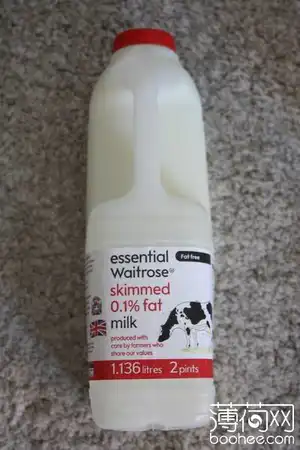 essential
Waitrose
Fat free
skimmed
0.1% fat
milk
produced with
care by farmers who
share our values
1.136 litres 2 pints
薄荷网
boohee.com